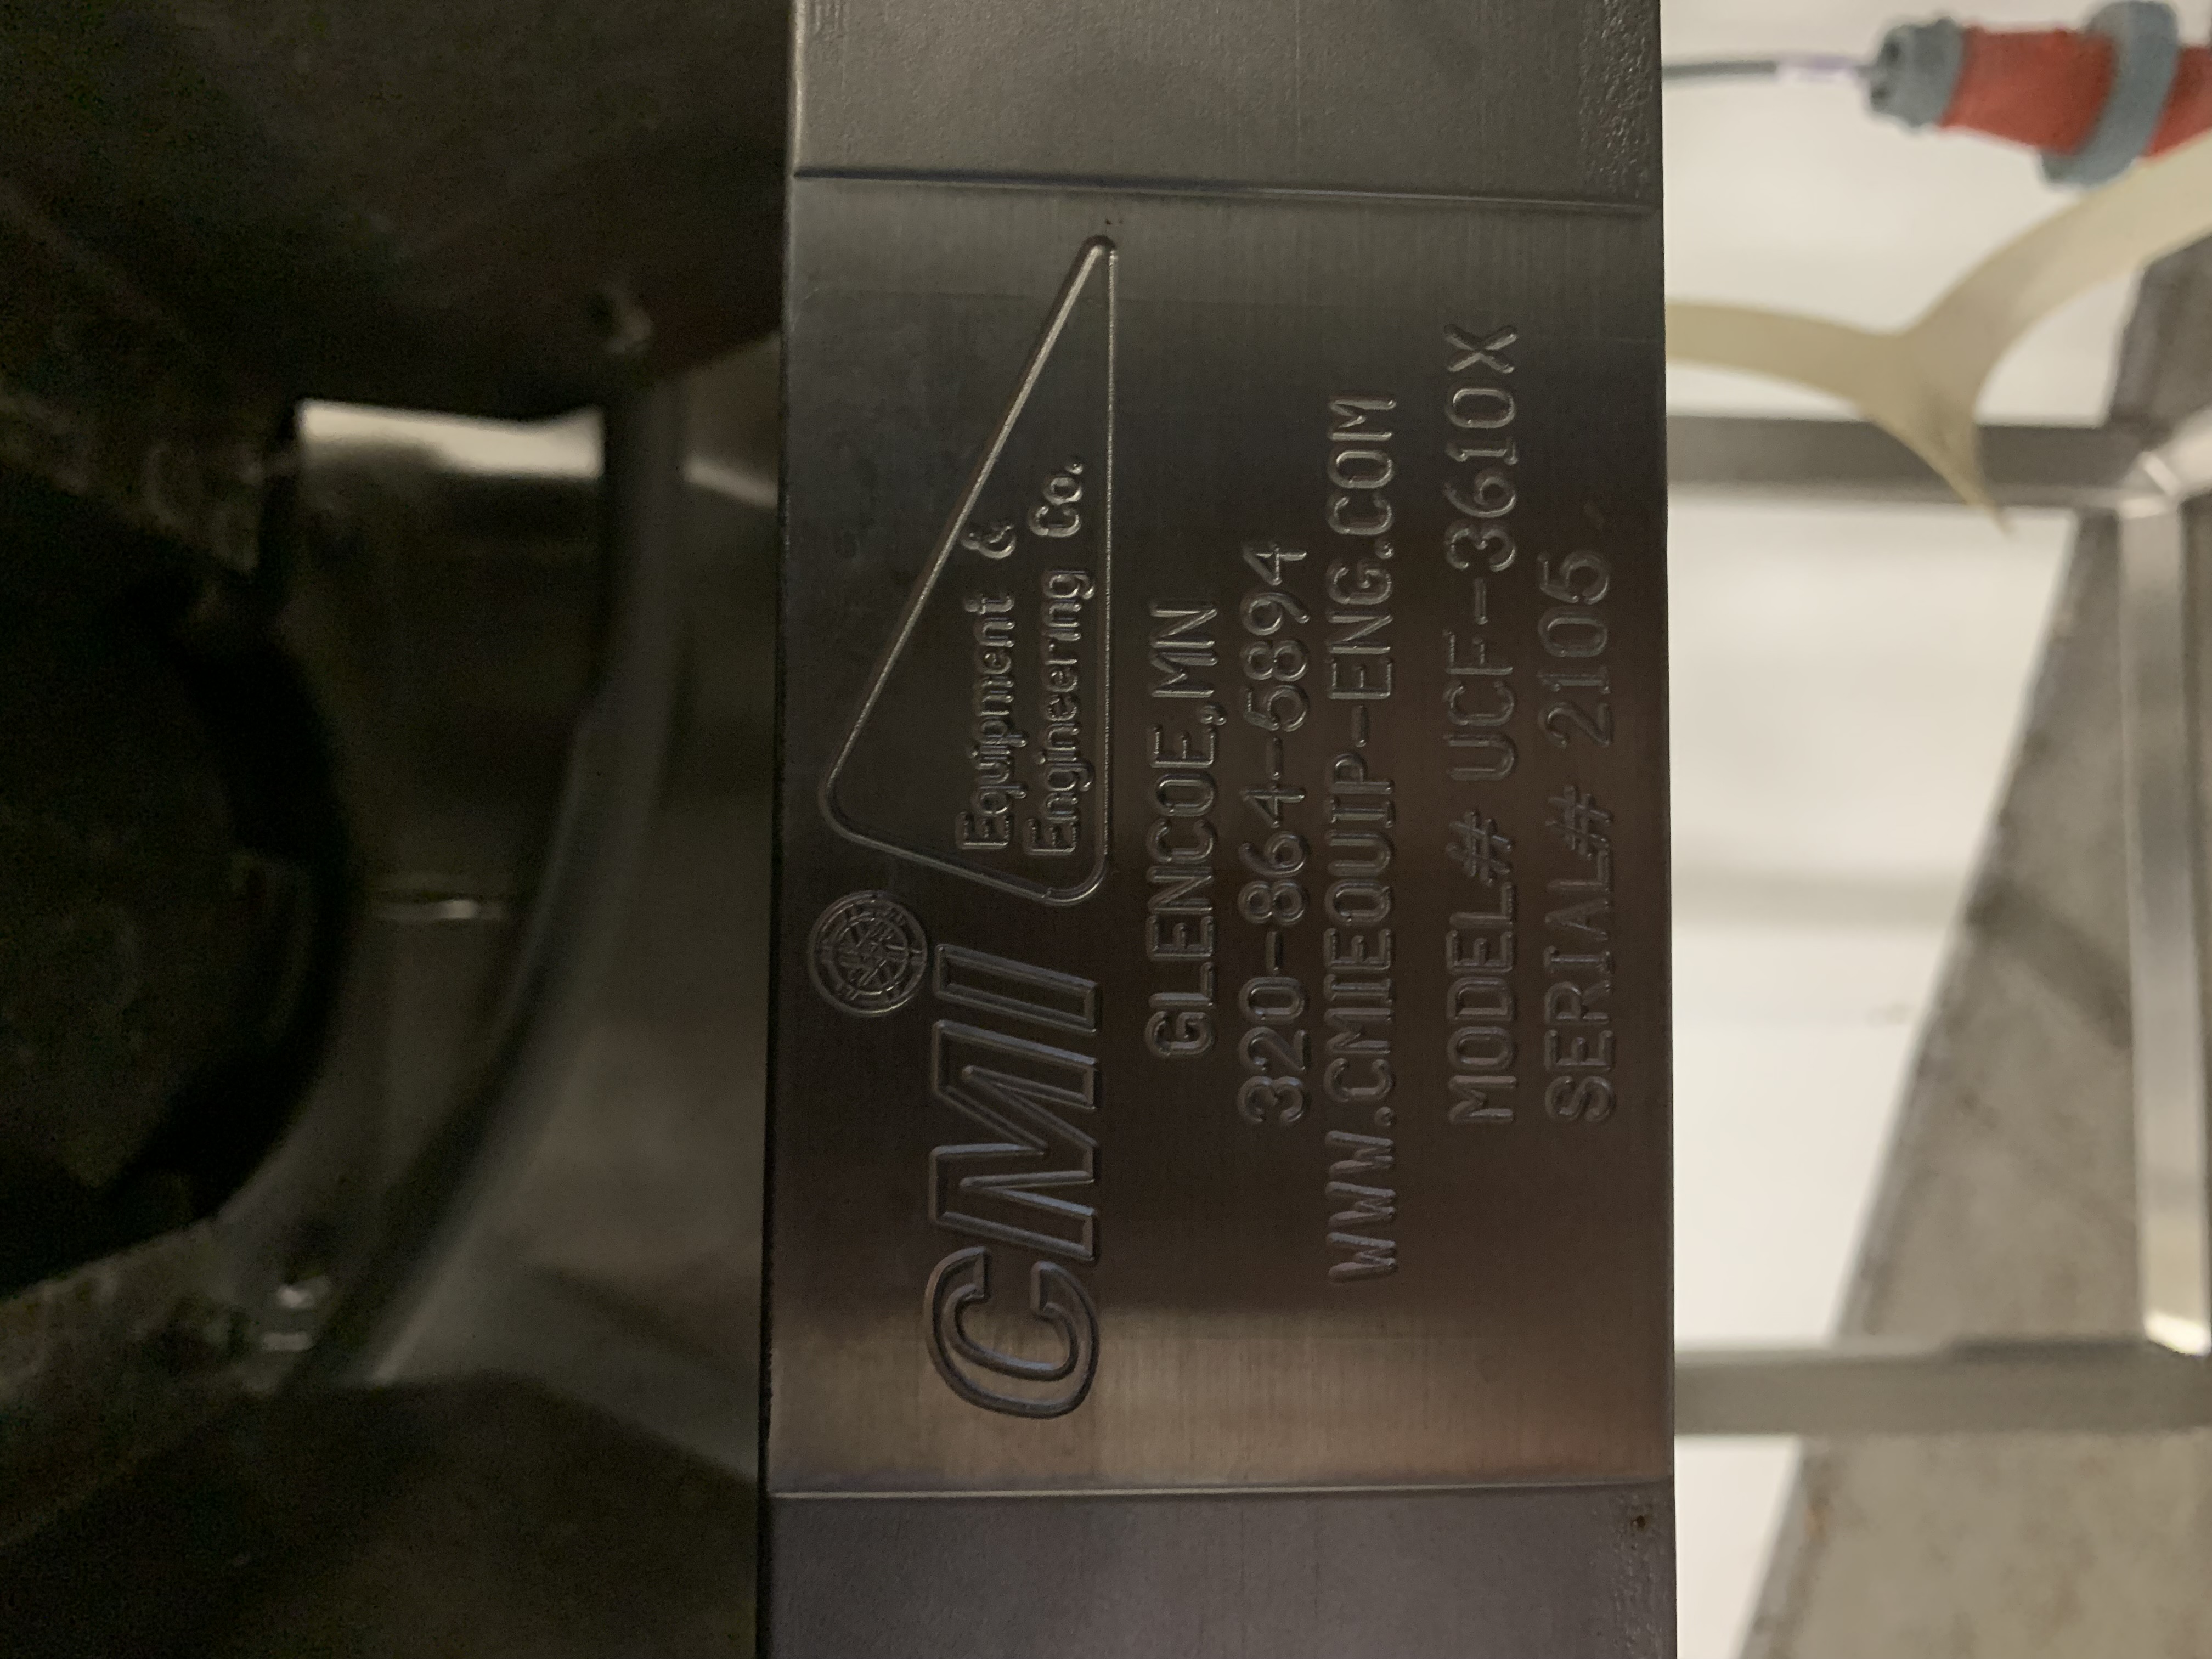 CMI
Equipment &
Engineering Co.
GLENCOE,MN
320-864-5894
WWW.CMIEQUIP-ENG.COM
MODEL# UCF-3610X
SERIAL# 2105